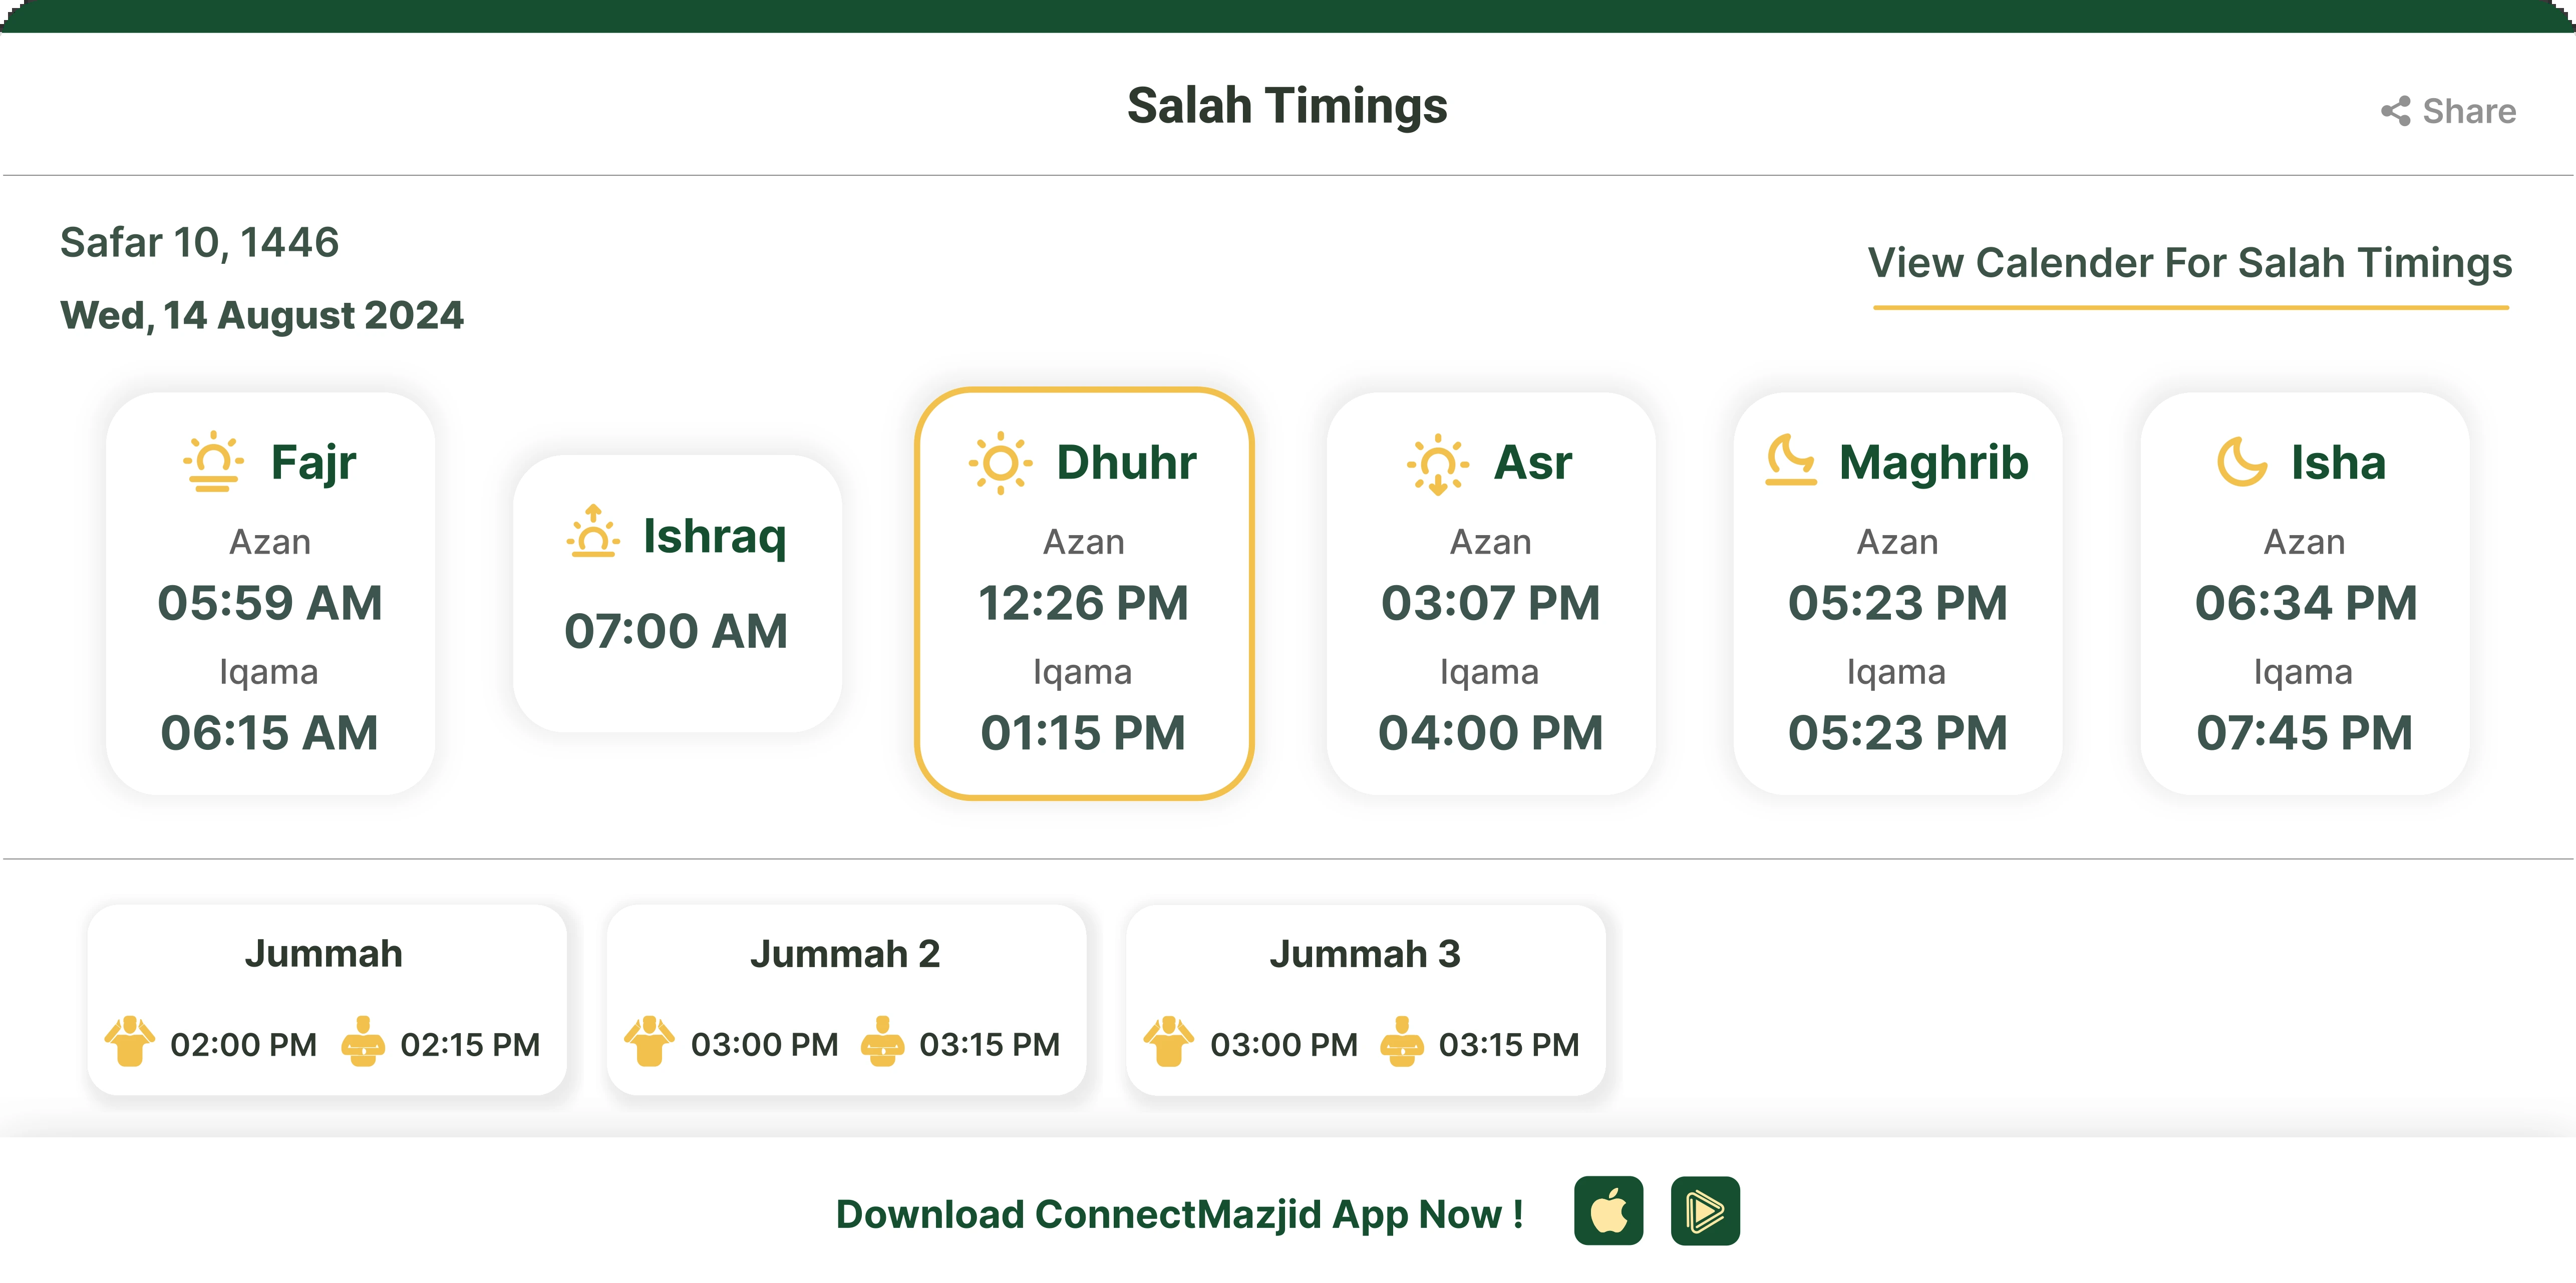 Salah Timings
Share
Safar 10, 1446
Wed, 14 August 2024
View Calender For Salah Timings
Fajr
Azan
05:59 AM
Iqama
06:15 AM
Ishraq
07:00 AM
Dhuhr
Azan
12:26 PM
Iqama
01:15 PM
Asr
Azan
03:07 PM
Iqama
04:00 PM
Maghrib
Azan
05:23 PM
Iqama
05:23 PM
Isha
Azan
06:34 PM
Iqama
07:45 PM
Jummah
02:00 PM 02:15 PM
Jummah 2
03:00 PM 03:15 PM
Jummah 3
03:00 PM 03:15 PM
Download ConnectMazjid App Now !